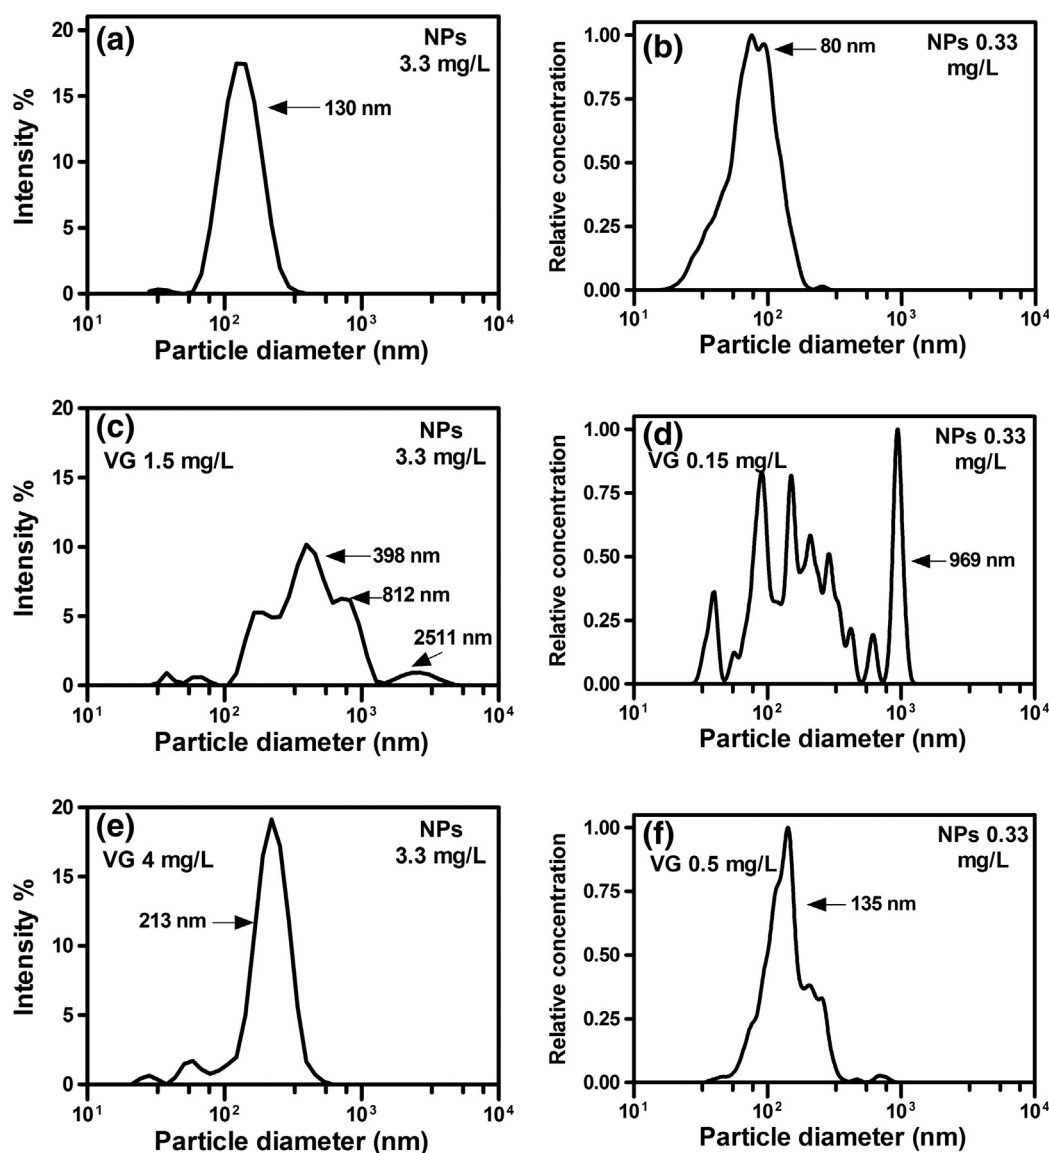 (a)
NPs
3.3 mg/L
130 nm
Intensity %
20
15
10
5
0
10¹
10²
10³
10⁴
Particle diameter (nm)
(b)
NPs 0.33
mg/L
80 nm
Relative concentration
1.00
0.75
0.50
0.25
0.00
10¹
10²
10³
10⁴
Particle diameter (nm)
(c)
NPs
VG 1.5 mg/L
3.3 mg/L
398 nm
812 nm
2511 nm
Intensity %
20
15
10
5
0
10¹
10²
10³
10⁴
Particle diameter (nm)
(d)
NPs 0.33
VG 0.15 mg/L
mg/L
969 nm
Relative concentration
1.00
0.75
0.50
0.25
0.00
10¹
10²
10³
10⁴
Particle diameter (nm)
(e)
NPs
VG 4 mg/L
3.3 mg/L
213 nm
Intensity %
20
15
10
5
0
10¹
10²
10³
10⁴
Particle diameter (nm)
(f)
NPs 0.33
VG 0.5 mg/L
mg/L
135 nm
Relative concentration
1.00
0.75
0.50
0.25
0.00
10¹
10²
10³
10⁴
Particle diameter (nm)